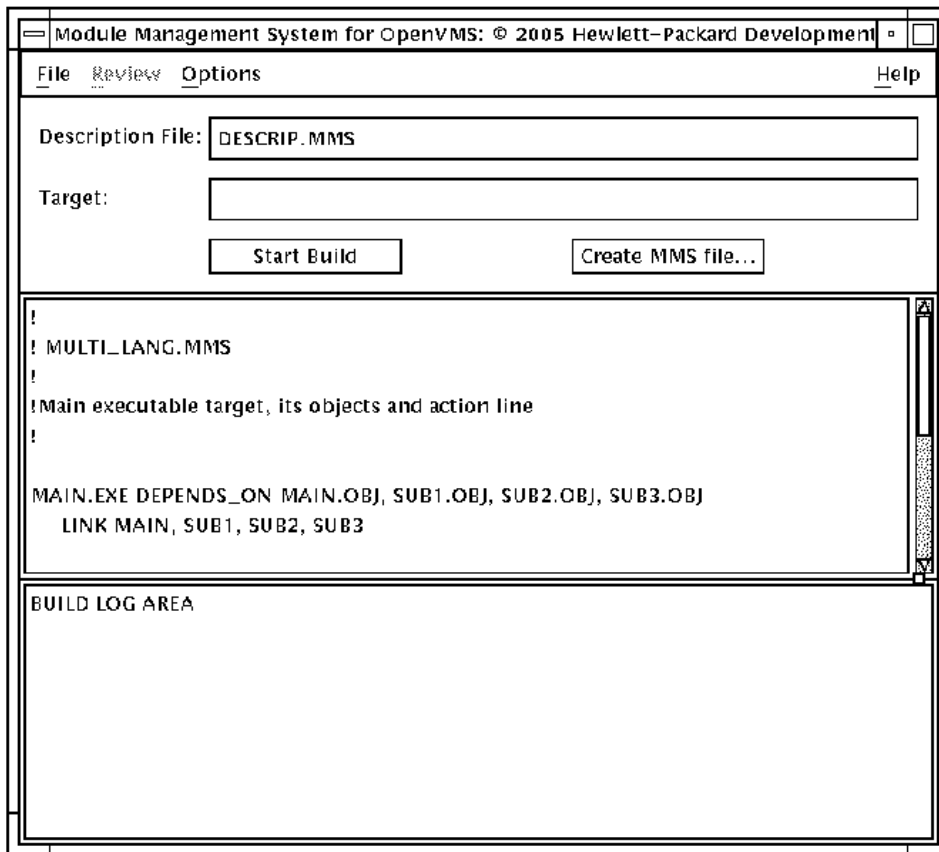 Module Management System for OpenVMS: © 2005 Hewlett-Packard Development
File Review Options Help
Description File: DESCRIP.MMS
Target:
Start Build Create MMS file...
!
! MULTI_LANG.MMS
!
!Main executable target, its objects and action line
!
MAIN.EXE DEPENDS_ON MAIN.OBJ, SUB1.OBJ, SUB2.OBJ, SUB3.OBJ
LINK MAIN, SUB1, SUB2, SUB3
BUILD LOG AREA